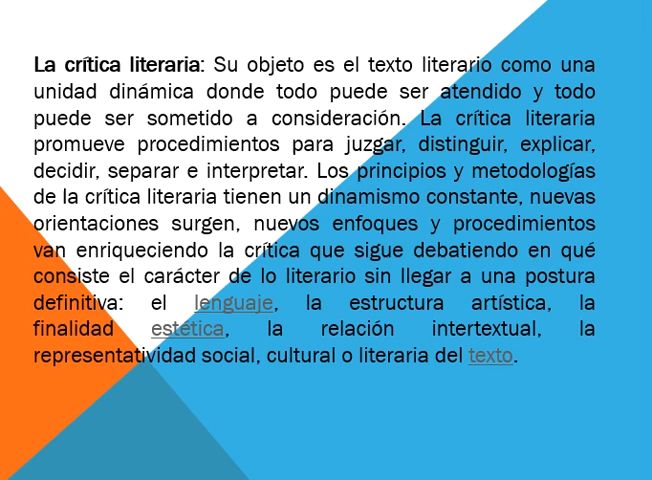 La crítica literaria: Su objeto es el texto literario como una
unidad dinámica donde todo puede ser atendido y todo
puede ser sometido a consideración. La crítica literaria
promueve procedimientos para juzgar, distinguir, explicar,
decidir, separar e interpretar. Los principios y metodologías
de la crítica literaria tienen un dinamismo constante, nuevas
orientaciones surgen, nuevos enfoques y procedimientos
van enriqueciendo la crítica que sigue debatiendo en qué
consiste el carácter de lo literario sin llegar a una postura
definitiva: el lenguaje, la estructura artística, la
finalidad estética, la relación intertextual, la
representatividad social, cultural o literaria del texto.